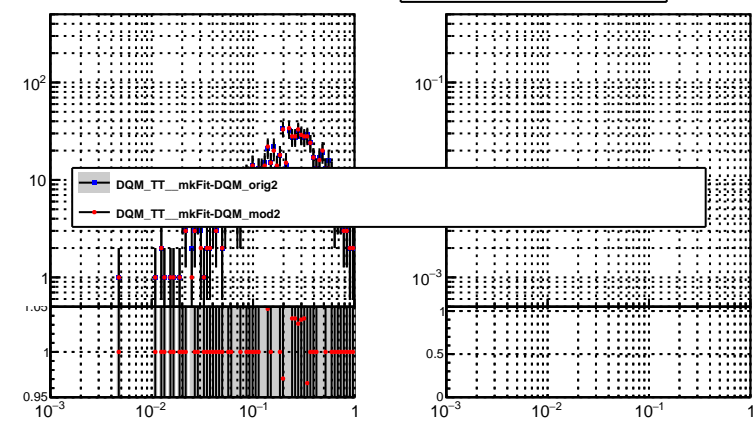 10² 10⁻¹
10
DQM_TT__mkFit-DQM_orig2
DQM_TT__mkFit-DQM_mod2
1 10⁻³
1.05 1
1 0.5
0.95 0
10⁻³ 10⁻² 10⁻¹ 1 10⁻³ 10⁻² 10⁻¹ 1